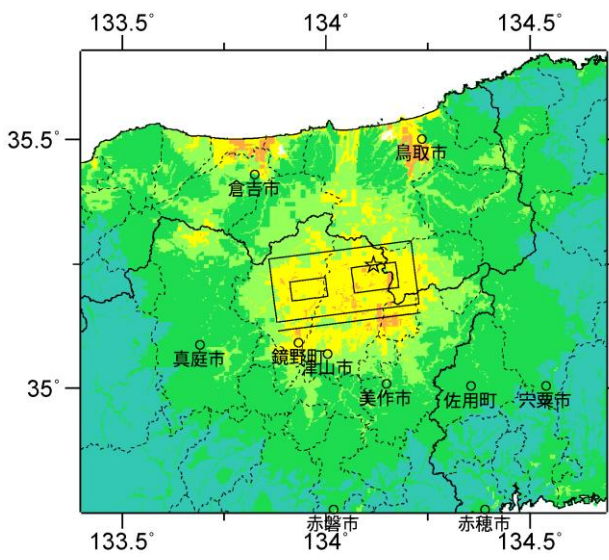 133.5° 134° 134.5°
35.5°
鳥取市
倉吉市
鏡野町
津山市
真庭市
35°
美作市
佐用町
宍粟市
赤磐市
赤穂市
133.5° 134° 134.5°